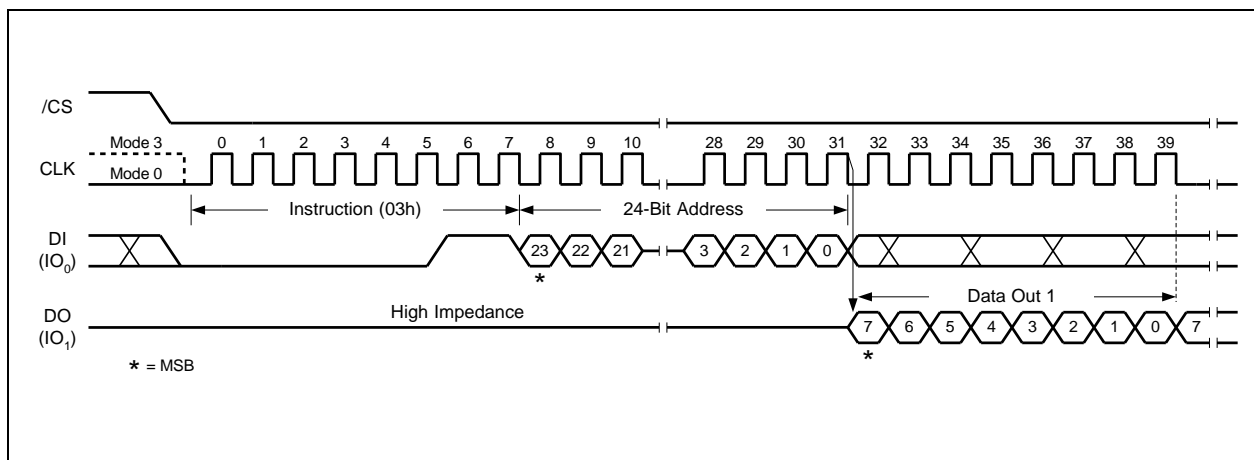 /CS
Mode 3
0 1 2 3 4 5 6 7 8 9 10 28 29 30 31 32 33 34 35 36 37 38 39
CLK
Mode 0
Instruction (03h) 24-Bit Address
DI
(IO0)
23 22 21 3 2 1 0
*
High Impedance Data Out 1
DO
(IO1)
7 6 5 4 3 2 1 0 7
*
* = MSB